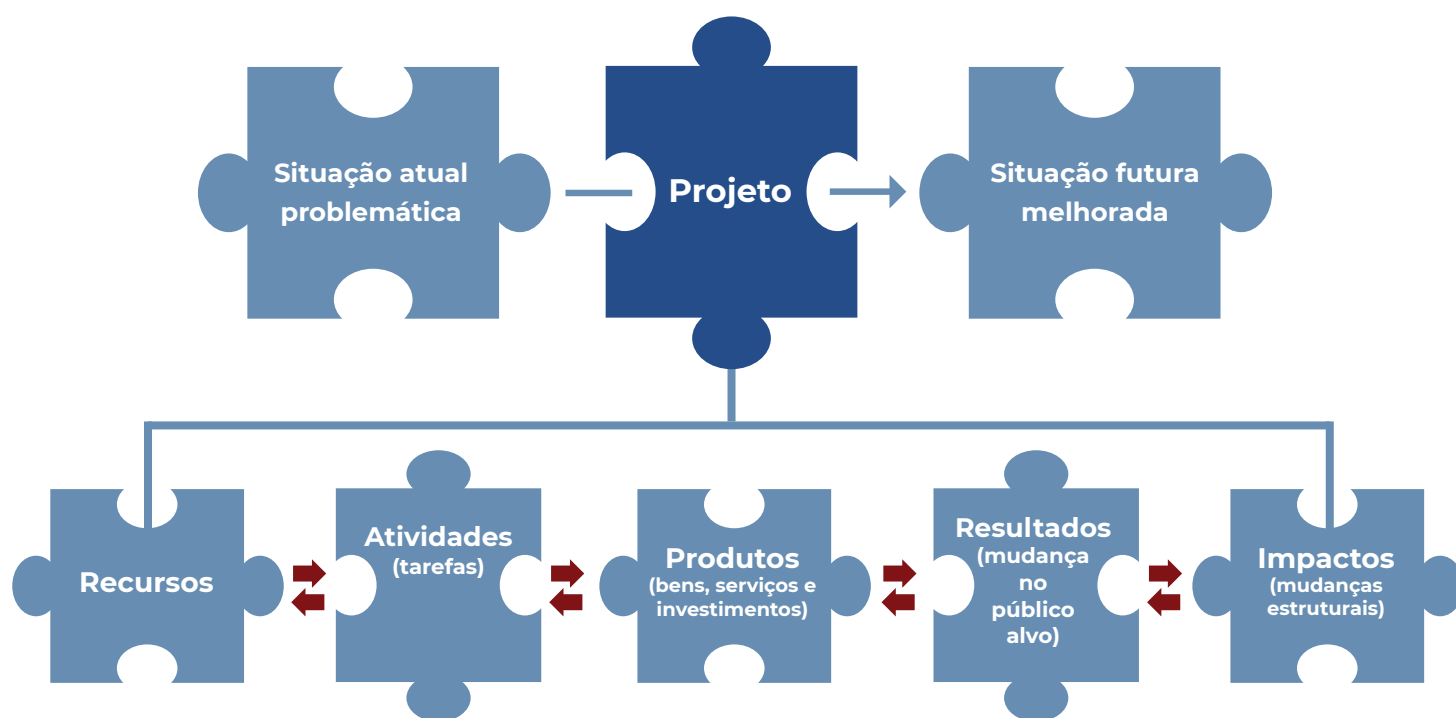 Situação atual
problemática
Projeto
Situação futura
melhorada
Recursos
Atividades
(tarefas)
Produtos
(bens, serviços e
investimentos)
Resultados
(mudança
no
público
alvo)
Impactos
(mudanças
estruturais)